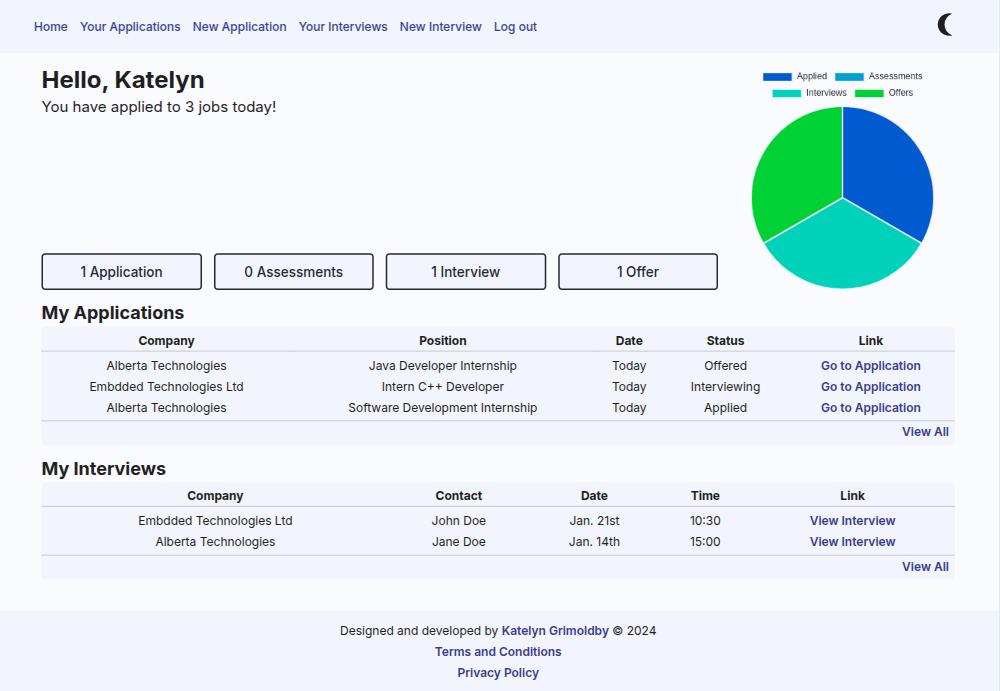 Home Your Applications New Application Your Interviews New Interview Log out
Hello, Katelyn
You have applied to 3 jobs today!
Applied Assessments
Interviews Offers
1 Application 0 Assessments 1 Interview 1 Offer
My Applications
Company Position Date Status Link
Alberta Technologies Java Developer Internship Today Offered Go to Application
Embdded Technologies Ltd Intern C++ Developer Today Interviewing Go to Application
Alberta Technologies Software Development Internship Today Applied Go to Application
View All
My Interviews
Company Contact Date Time Link
Embdded Technologies Ltd John Doe Jan. 21st 10:30 View Interview
Alberta Technologies Jane Doe Jan. 14th 15:00 View Interview
View All
Designed and developed by Katelyn Grimoldby © 2024
Terms and Conditions
Privacy Policy